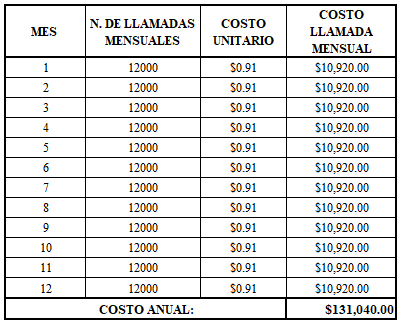 MES N. DE LLAMADAS MENSUALES COSTO UNITARIO COSTO LLAMADA MENSUAL
1 12000 $0.91 $10,920.00
2 12000 $0.91 $10,920.00
3 12000 $0.91 $10,920.00
4 12000 $0.91 $10,920.00
5 12000 $0.91 $10,920.00
6 12000 $0.91 $10,920.00
7 12000 $0.91 $10,920.00
8 12000 $0.91 $10,920.00
9 12000 $0.91 $10,920.00
10 12000 $0.91 $10,920.00
11 12000 $0.91 $10,920.00
12 12000 $0.91 $10,920.00
COSTO ANUAL: $131,040.00